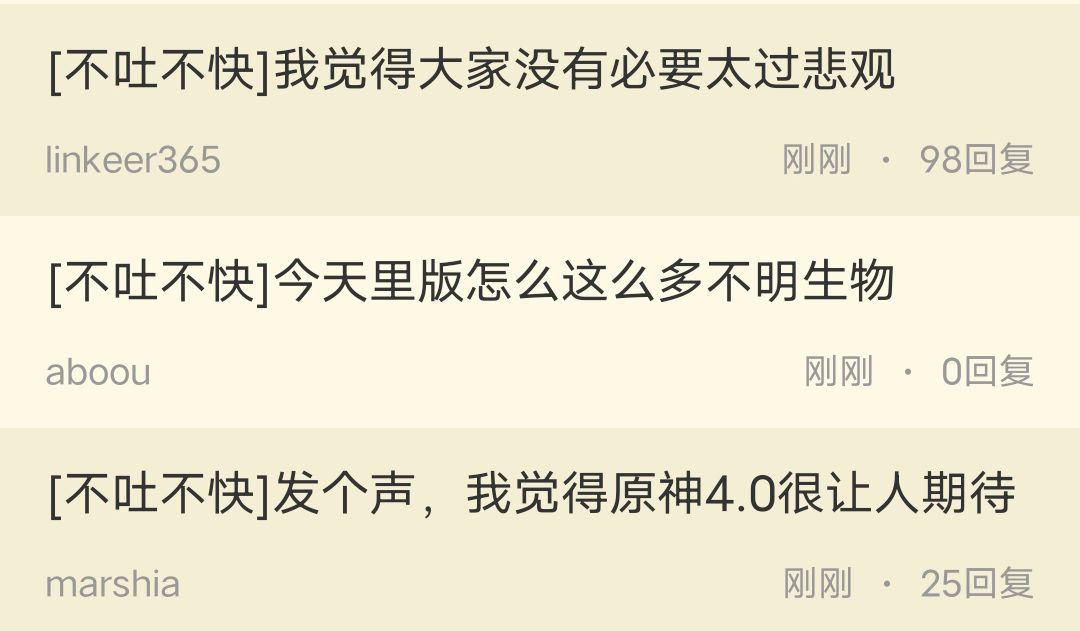 [不吐不快]我觉得大家没有必要太过悲观
linkeer365 刚刚 · 98回复
[不吐不快]今天里版怎么这么多不明生物
aboou 刚刚 · 0回复
[不吐不快]发个声，我觉得原神4.0很让人期待
marshia 刚刚 · 25回复